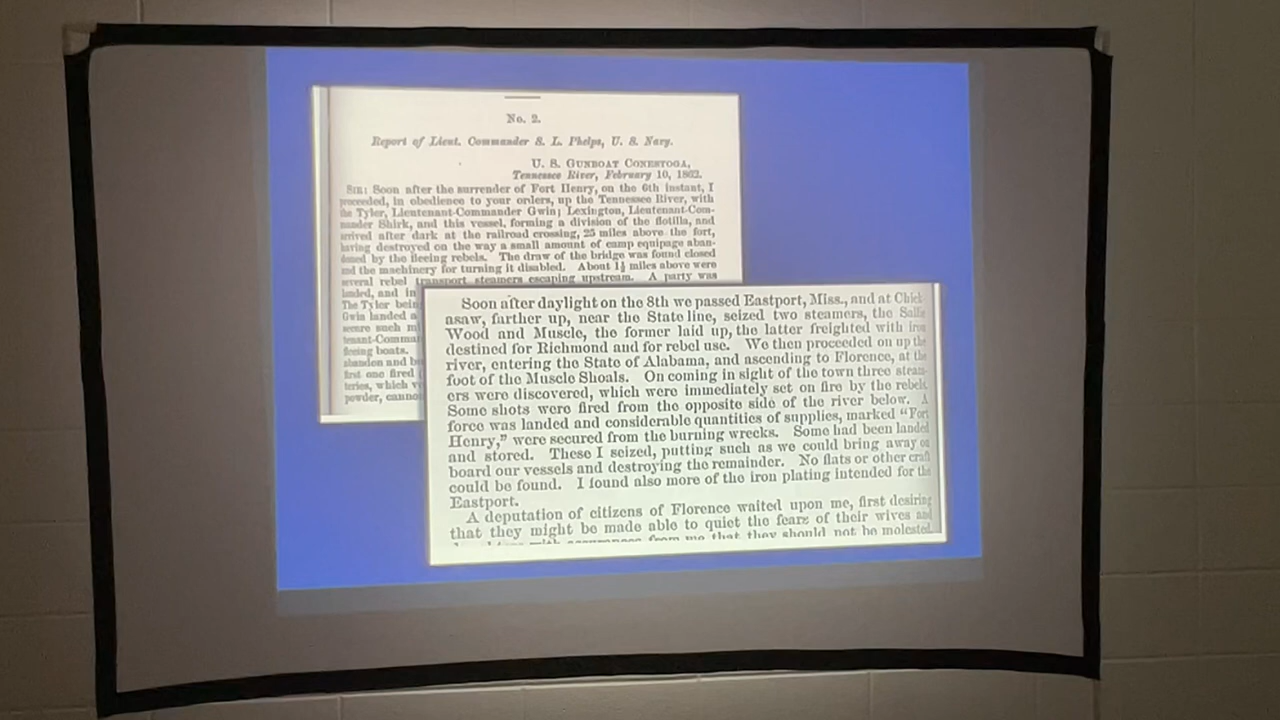 No. 2.
Report of Lieut. Commander S. L. Phelps, U. S. Navy.
U. S. GUNBOAT CONESTOGA,
Tennessee River, February 10, 1862.
SIR: Soon after the surrender of Fort Henry, on the 6th instant, I
proceeded, in obedience to your orders, up the Tennessee River, with
the Tyler, Lieutenant-Commander Gwin; Lexington, Lieutenant-Com-
mander Shirk, and this vessel, forming a division of the flotilla, and
arrived after dark at the railroad crossing, 25 miles above the fort,
having destroyed on the way a small amount of camp equipage aban-
doned by the fleeing rebels. The draw of the bridge was found closed
and the machinery for turning it disabled. About 1½ miles above were
several rebel transport steamers escaping upstream. A party was
landed, and in
The Tyler bein
Gwin landed a
secure such m
tenant-Comma
fleeing boats.
abandon and bu
first one fired
teries, which v
powder, canno
Soon after daylight on the 8th we passed Eastport, Miss., and at Chick-
asaw, farther up, near the State line, seized two steamers, the Sallie
Wood and Muscle, the former laid up, the latter freighted with iron
destined for Richmond and for rebel use. We then proceeded on up the
river, entering the State of Alabama, and ascending to Florence, at the
foot of the Muscle Shoals. On coming in sight of the town three steam-
ers were discovered, which were immediately set on fire by the rebels.
Some shots were fired from the opposite side of the river below. A
force was landed and considerable quantities of supplies, marked "Fort
Henry," were secured from the burning wrecks. Some had been landed
and stored. These I seized, putting such as we could bring away on
board our vessels and destroying the remainder. No flats or other craft
could be found. I found also more of the iron plating intended for the
Eastport.
A deputation of citizens of Florence waited upon me, first desiring
that they might be made able to quiet the fears of their wives and
with assurances from me that they should not be molested